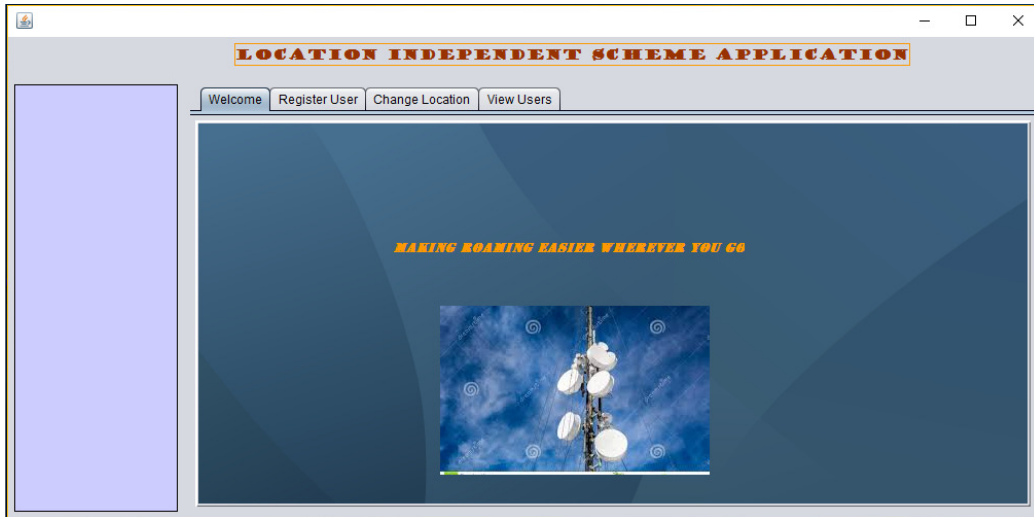 LOCATION INDEPENDENT SCHEME APPLICATION
Welcome Register User Change Location View Users
MAKING ROAMING EASIER WHEREVER YOU GO